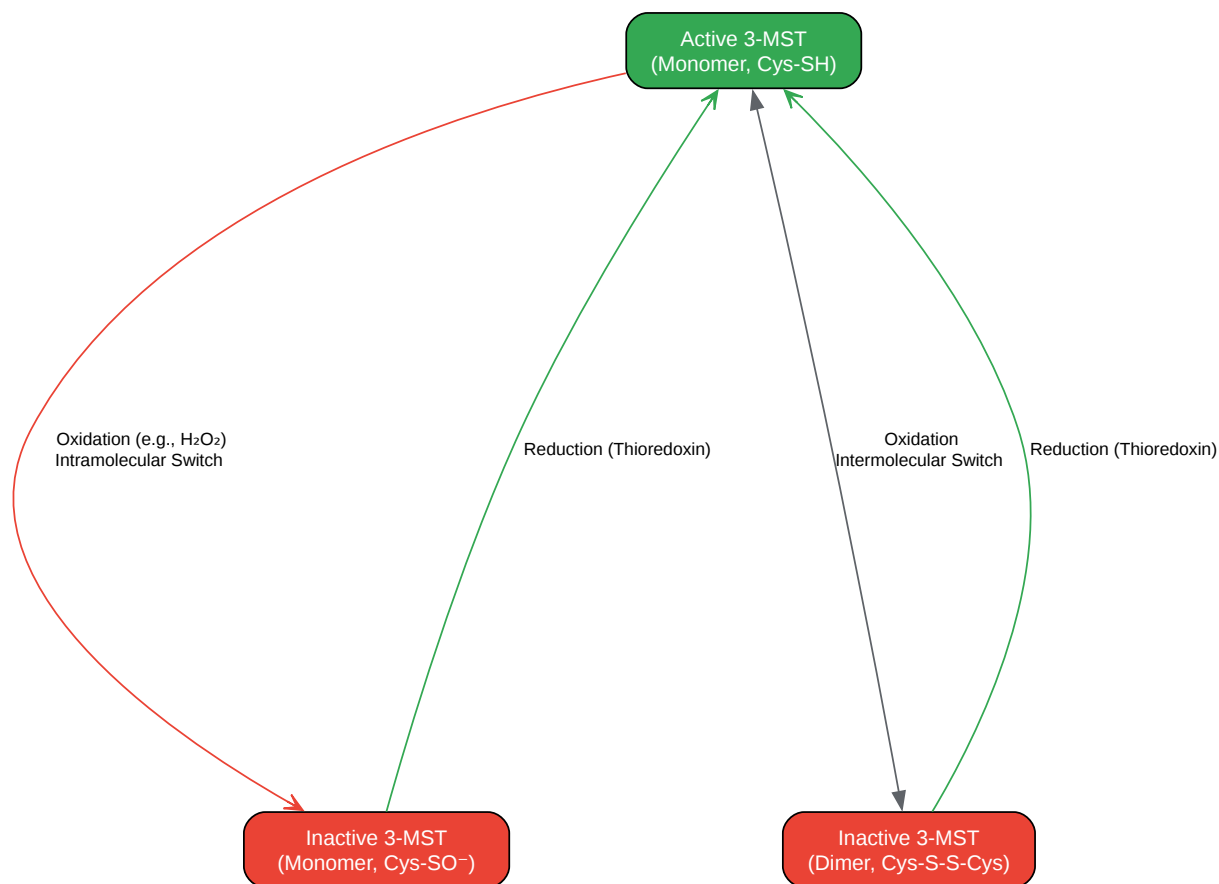 Active 3-MST
(Monomer, Cys-SH)
Oxidation (e.g., H₂O₂)
Intramolecular Switch
Reduction (Thioredoxin)
Oxidation
Intermolecular Switch
Reduction (Thioredoxin)
Inactive 3-MST
(Monomer, Cys-SO⁻)
Inactive 3-MST
(Dimer, Cys-S-S-Cys)